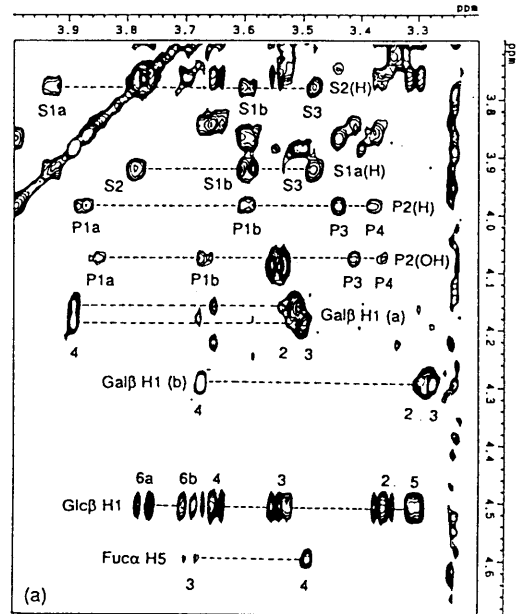 ppm
3.9 3.8 3.7 3.6 3.5 3.4 3.3
ppm
S1a S1b S3 S2(H)
3.8
S2 S1b S3 S1a(H)
3.9
P2(H)
4.0
P1a P1b P3 P4
P2(OH)
P1a P1b P3 P4
4.1
Galβ H1 (a)
4.2
4 2 3
Galβ H1 (b)
4.3
4 2 3
4.4
6a 6b 4 3 2 5
Glcβ H1
4.5
Fucα H5
4.6
3 4
(a)